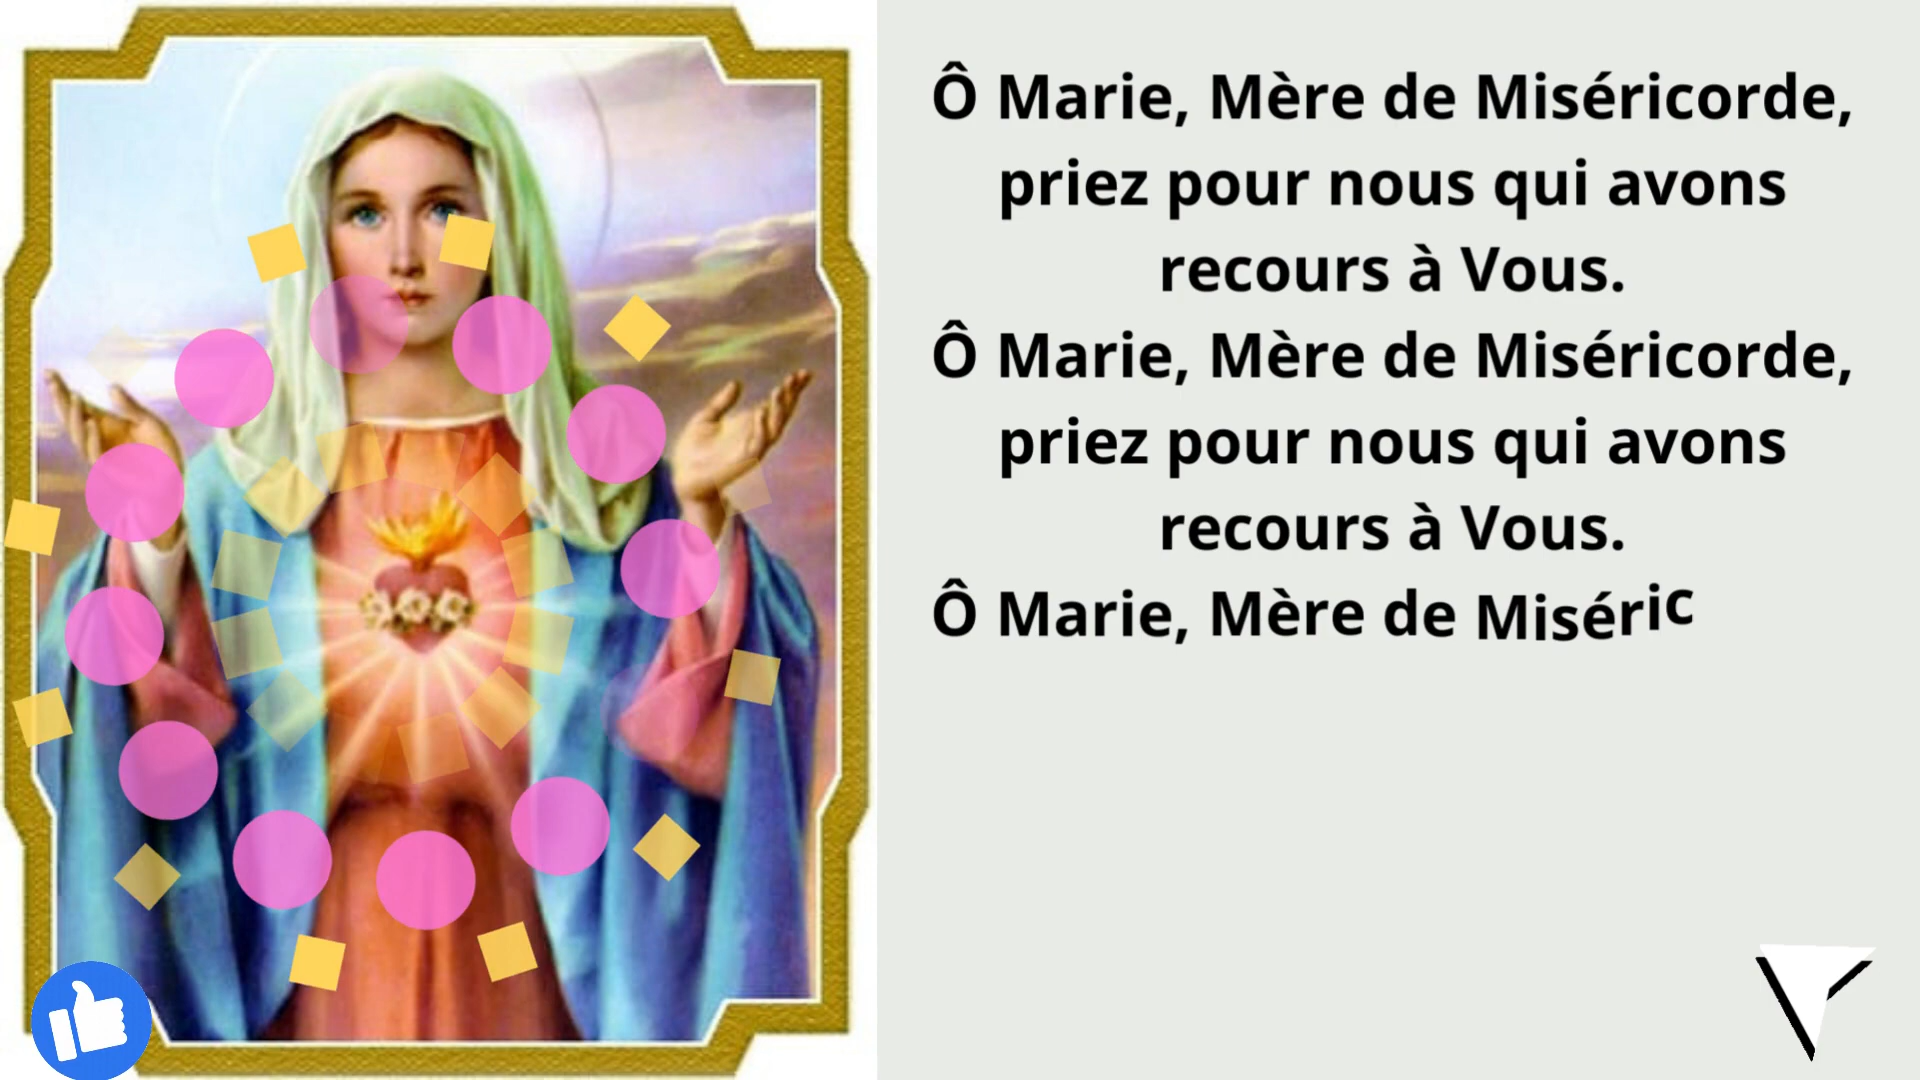 Ô Marie, Mère de Miséricorde,
priez pour nous qui avons
recours à Vous.
Ô Marie, Mère de Miséricorde,
priez pour nous qui avons
recours à Vous.
Ô Marie, Mère de Miséric